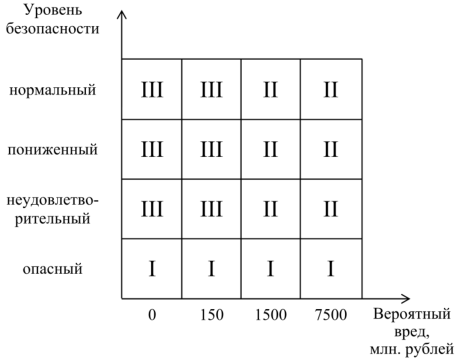 Уровень
безопасности
нормальный III III II II
пониженный III III II II
неудовлетво-
рительный III III II II
опасный I I I I
0 150 1500 7500 Вероятный
вред,
млн. рублей